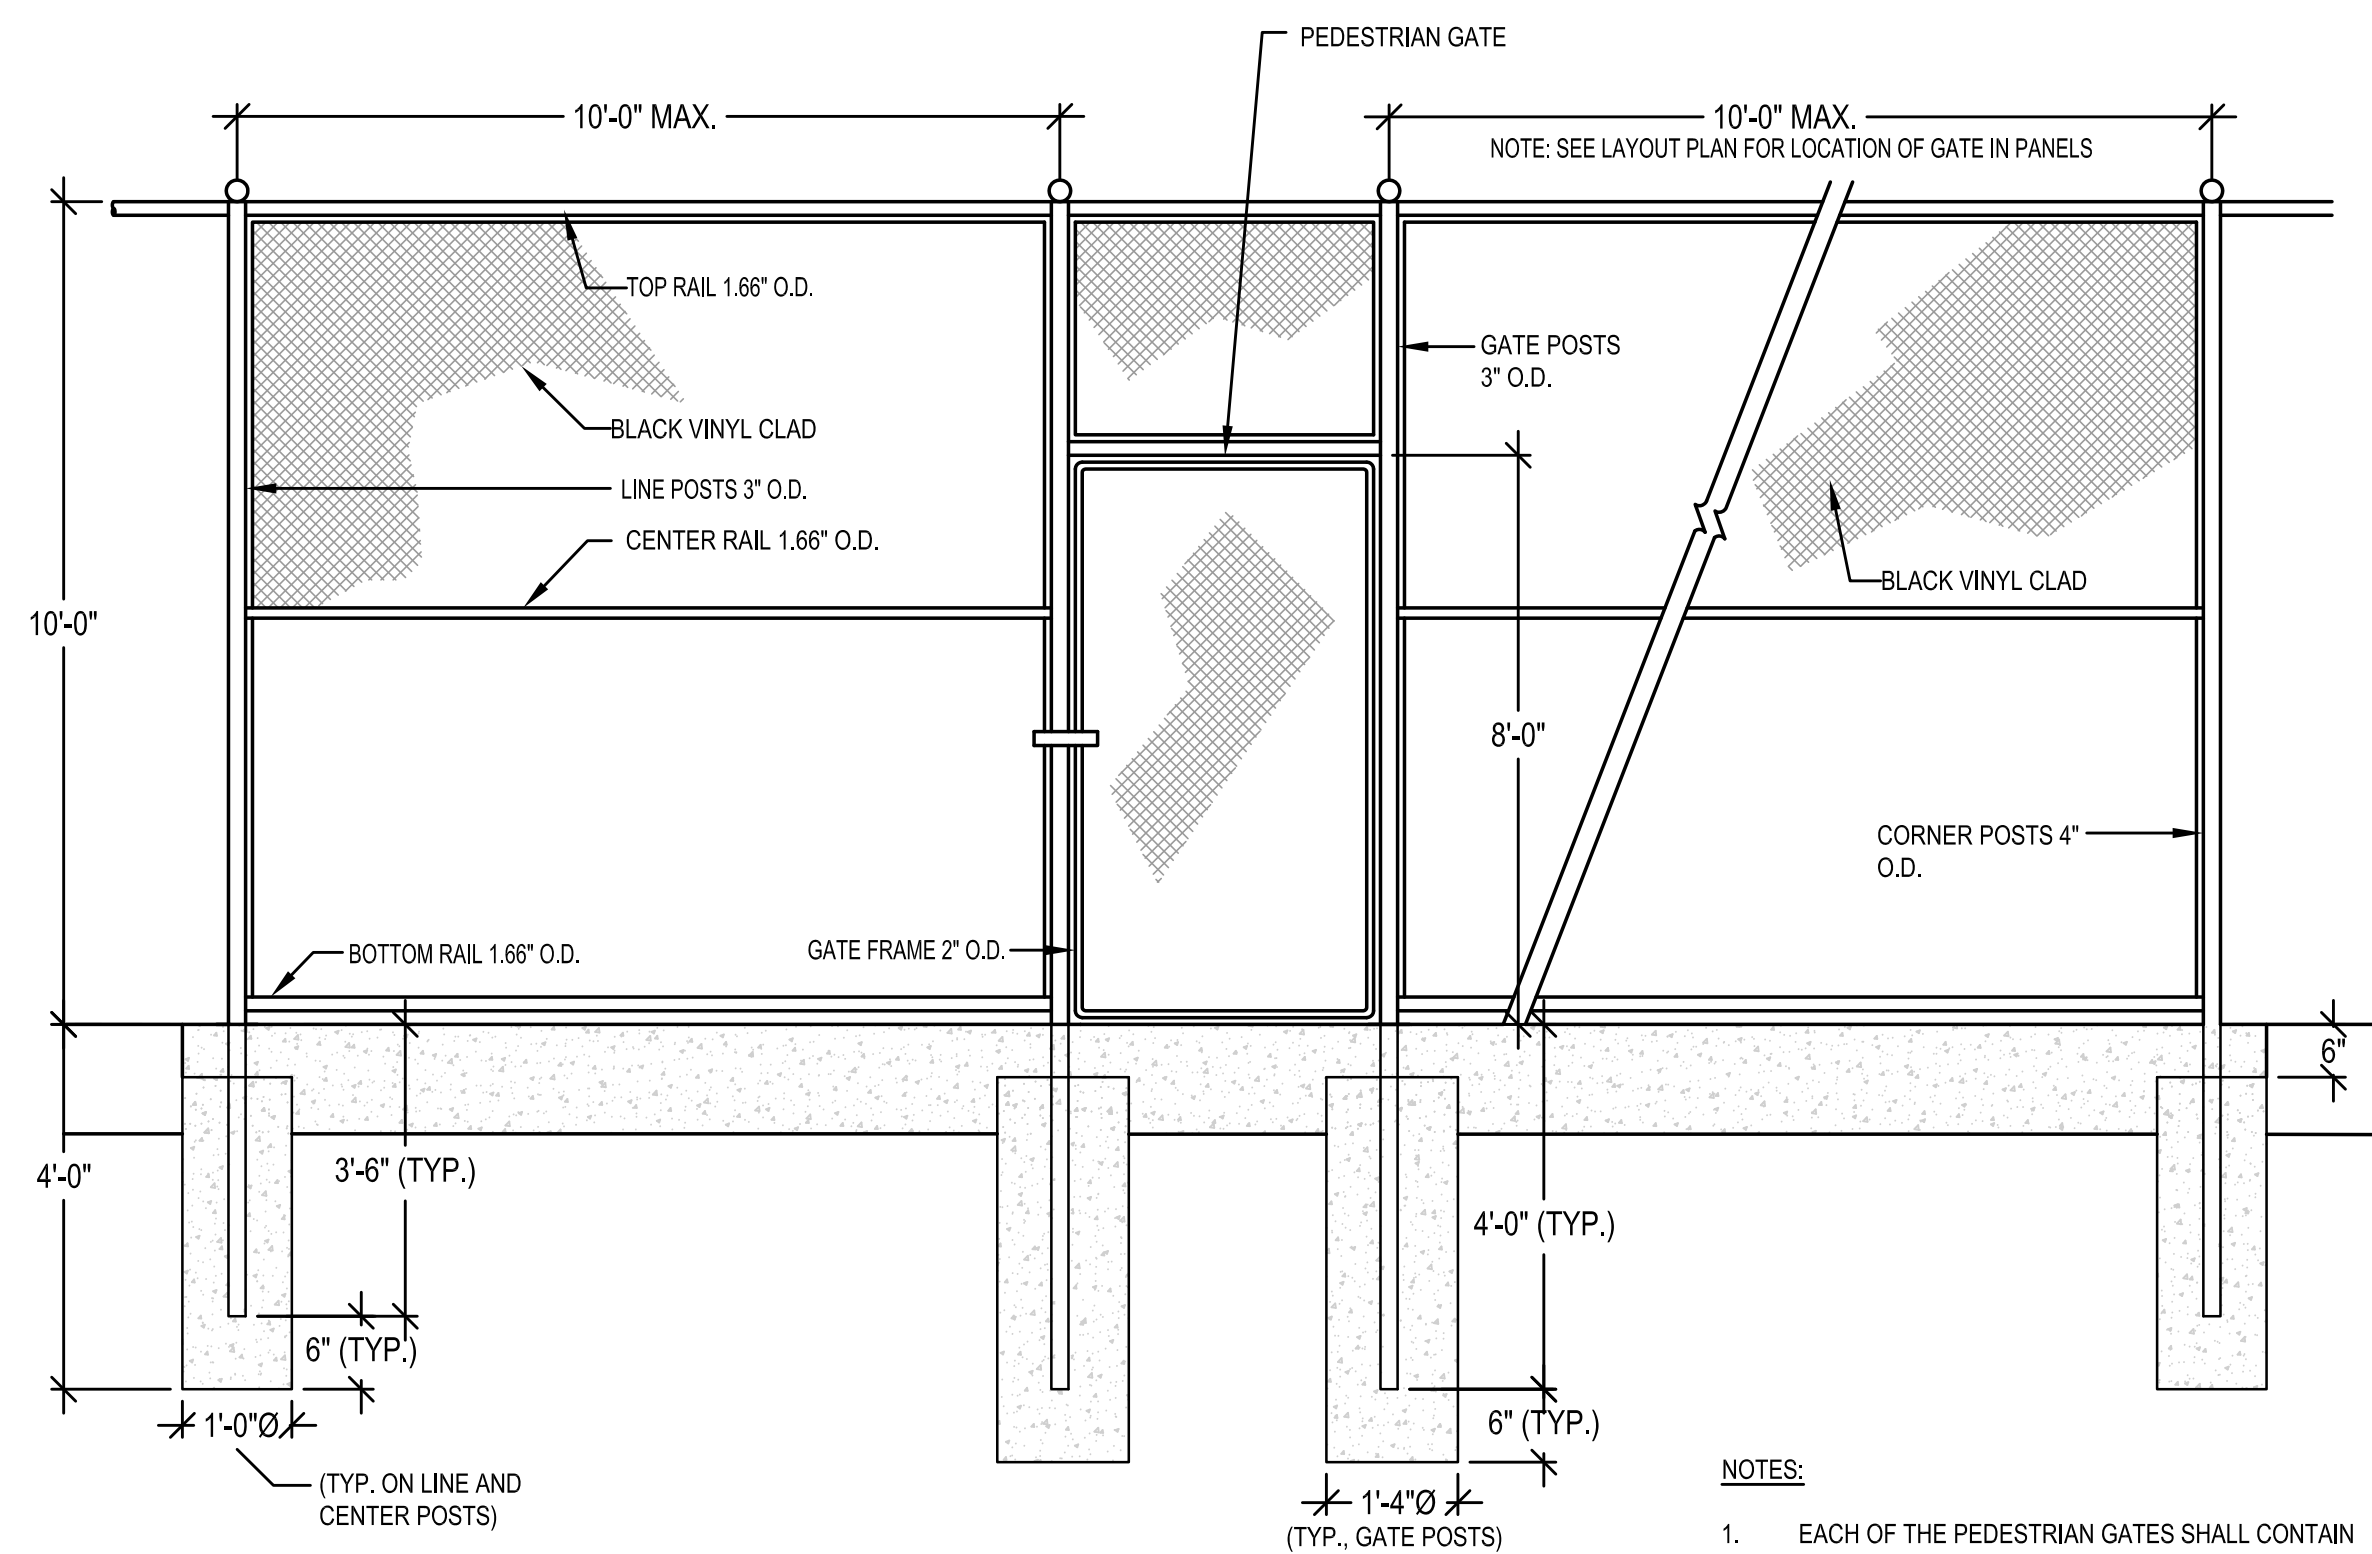 PEDESTRIAN GATE
10'-0" MAX.
10'-0" MAX.
NOTE: SEE LAYOUT PLAN FOR LOCATION OF GATE IN PANELS
TOP RAIL 1.66" O.D.
GATE POSTS
3" O.D.
BLACK VINYL CLAD
LINE POSTS 3" O.D.
CENTER RAIL 1.66" O.D.
BLACK VINYL CLAD
10'-0"
8'-0"
CORNER POSTS 4"
O.D.
BOTTOM RAIL 1.66" O.D.
GATE FRAME 2" O.D.
6"
4'-0"
3'-6" (TYP.)
4'-0" (TYP.)
6" (TYP.)
6" (TYP.)
1'-0"Ø
(TYP. ON LINE AND
CENTER POSTS)
1'-4"Ø
(TYP., GATE POSTS)
NOTES:
1. EACH OF THE PEDESTRIAN GATES SHALL CONTAIN